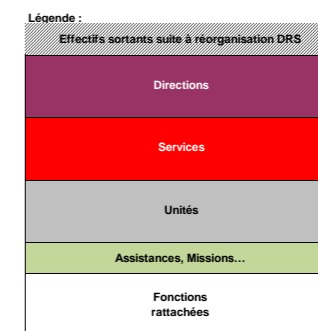 Légende :
Effectifs sortants suite à réorganisation DRS
Directions
Services
Unités
Assistances, Missions...
Fonctions
rattachées